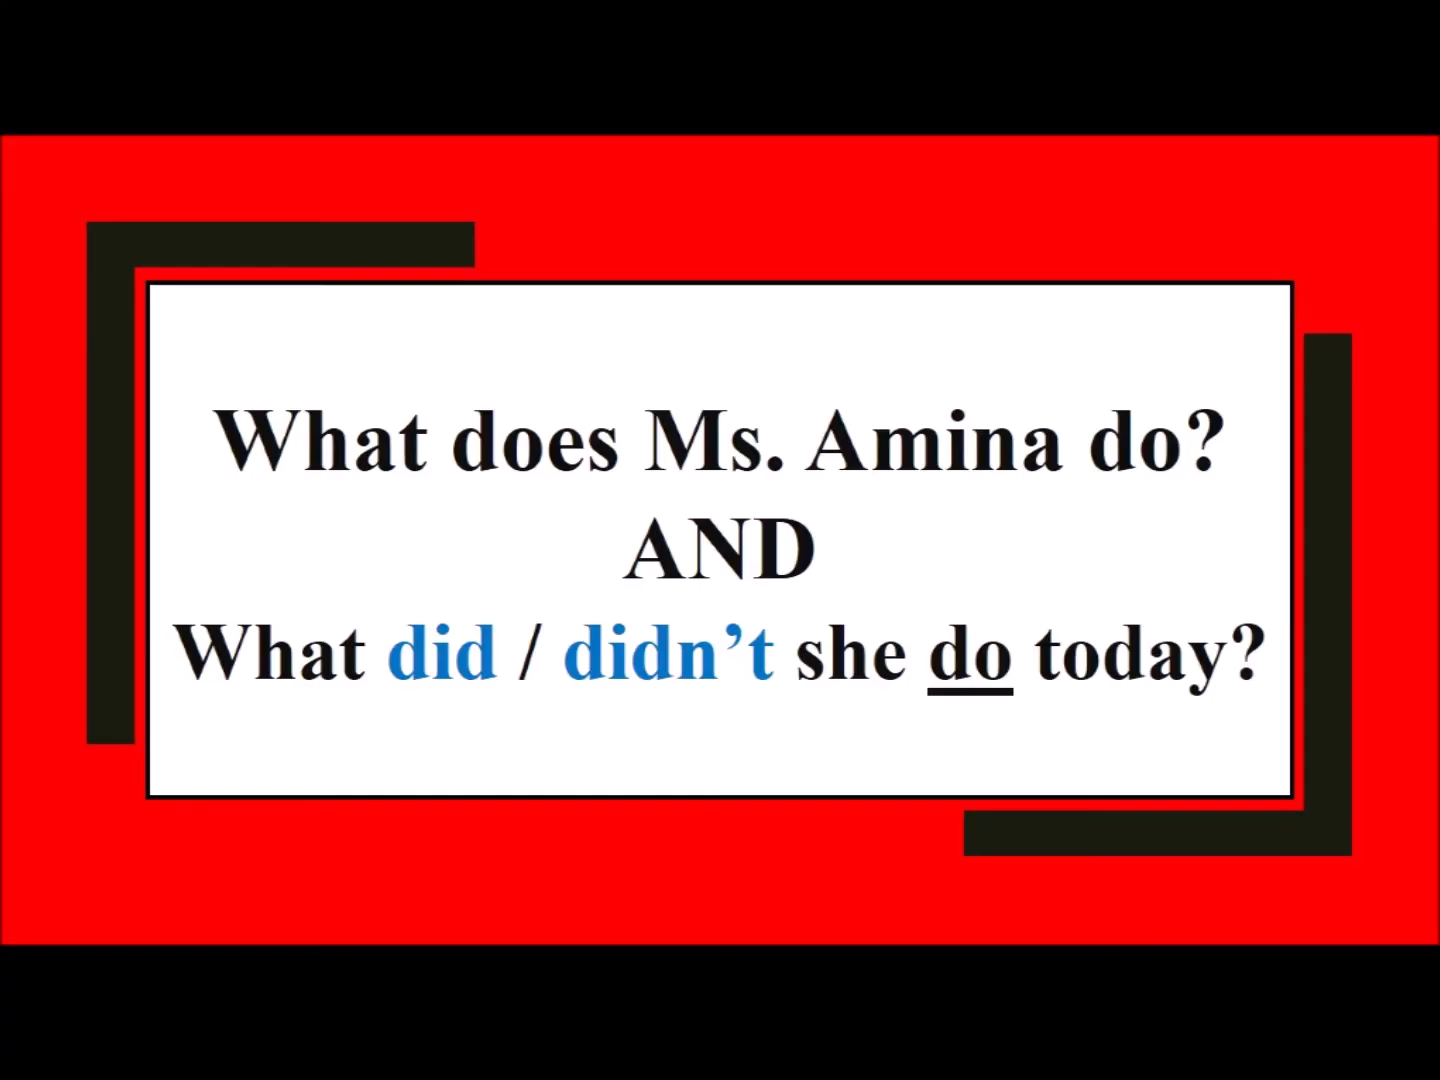 What does Ms. Amina do?
AND
What did / didn’t she do today?